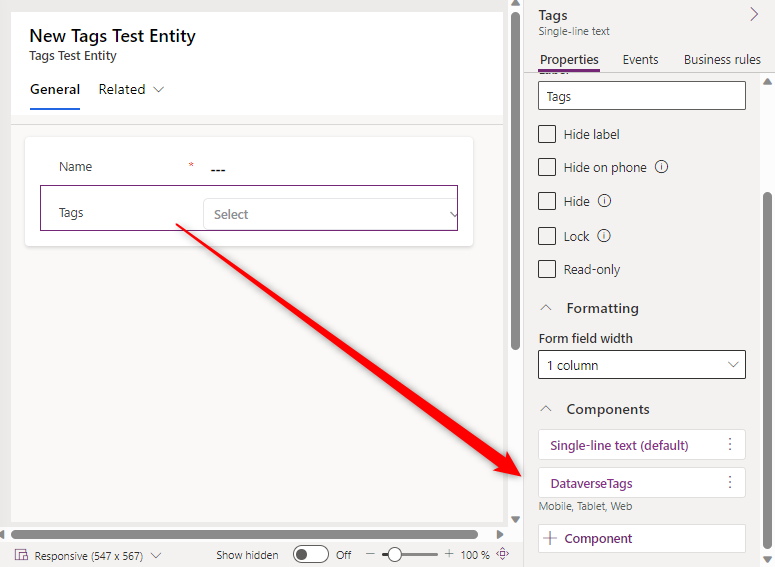 New Tags Test Entity
Tags Test Entity
General
Related
Name
*
---
Tags
Select
Responsive (547 x 567)
Show hidden
Off
100 %
Tags
Single-line text
Properties
Events
Business rules
Label
Tags
Hide label
Hide on phone
Hide
Lock
Read-only
Formatting
Form field width
1 column
Components
Single-line text (default)
DataverseTags
Mobile, Tablet, Web
Component